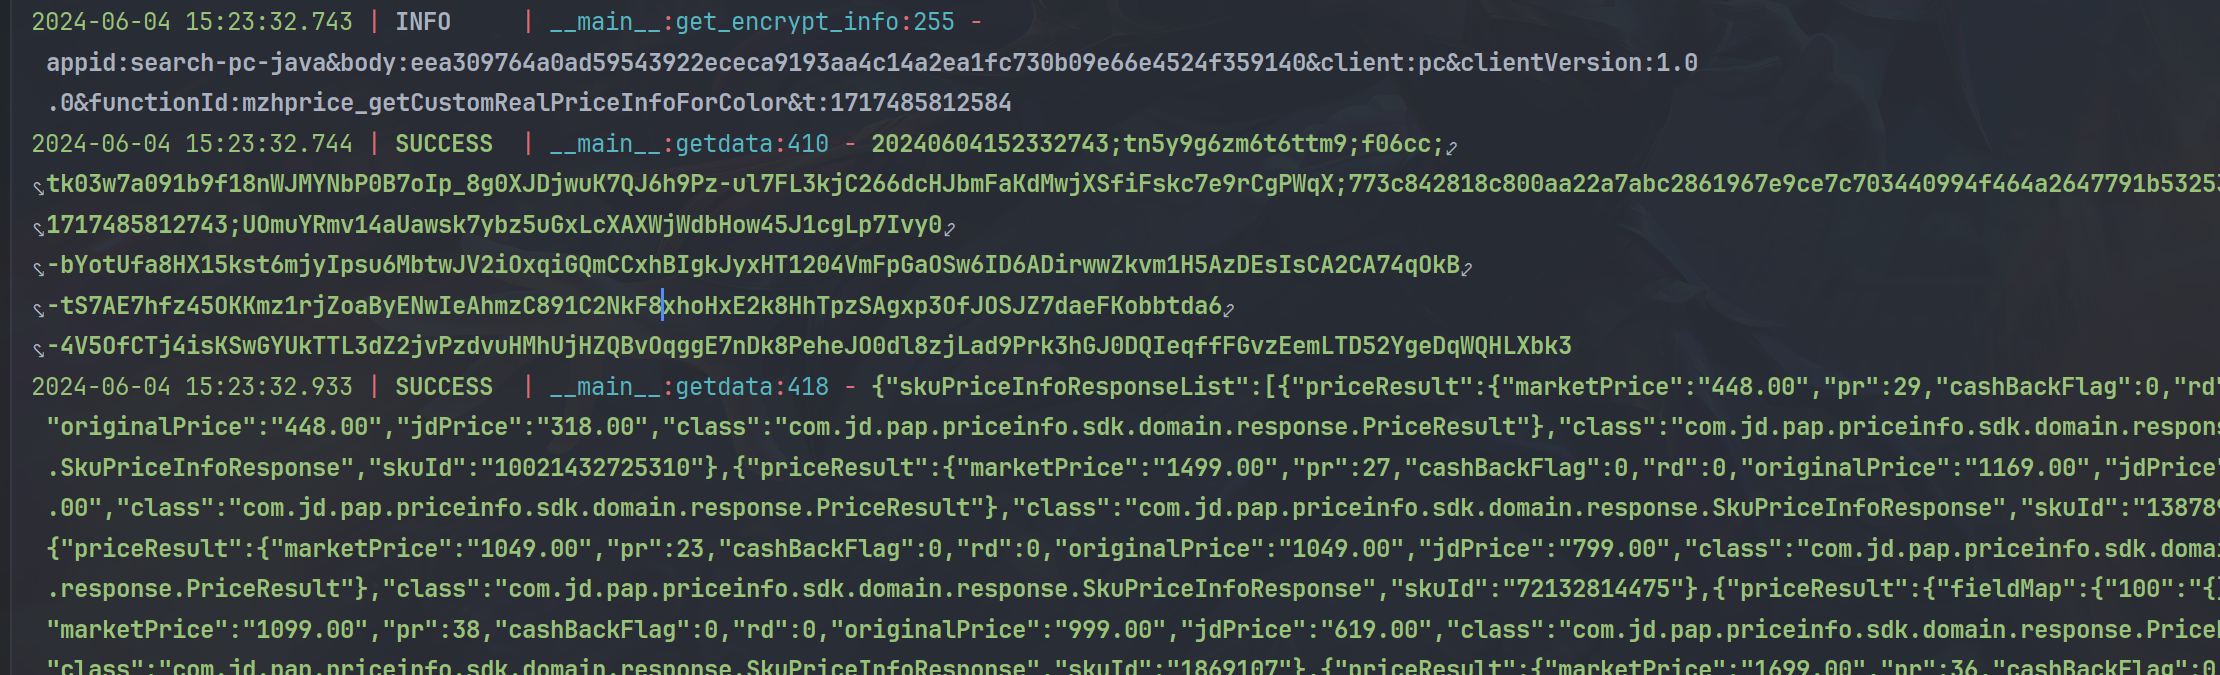 2024-06-04 15:23:32.743 | INFO     | __main__:get_encrypt_info:255 -
appid:search-pc-java&body:eea309764a0ad59543922ececa9193aa4c14a2ea1fc730b09e66e4524f359140&client:pc&clientVersion:1.0
.0&functionId:mzhprice_getCustomRealPriceInfoForColor&t:1717485812584
2024-06-04 15:23:32.744 | SUCCESS  | __main__:getdata:410 - 20240604152332743;tn5y9g6zm6t6ttm9;f06cc;
tk03w7a091b9f18nWJMYNbP0B7oIp_8g0XJDjwuK7QJ6h9Pz-ul7FL3kjC266dcHJbmFaKdMwjXSfiFskc7e9rCgPWqX;773c842818c800aa22a7abc2861967e9ce7c703440994f464a2647791b53253
1717485812743;UOmuYRmv14aUawsk7ybz5uGxLcXAXWjWdbHow45J1cgLp7Ivy0
-bYotUfa8HX15kst6mjyIpsu6MbtwJV2iOxqiGQmCCxhBIgkJyxHT1204VmFpGaOSw6ID6ADirwwZkvm1H5AzDEsIsCA2CA74qOkB
-tS7AE7hfz45OKKmz1rjZoaByENwIeAhmzC891C2NkF8xhoHxE2k8HhTpzSAgxp3OfJOSJZ7daeFKobbtda6
-4V5OfCTj4isKSwGYUkTTL3dZ2jvPzdvuHMhUjHZQBvOqggE7nDk8PeheJO0dl8zjLad9Prk3hGJ0DQIeqffFGvzEemLTD52YgeDqWQHLXbk3
2024-06-04 15:23:32.933 | SUCCESS  | __main__:getdata:418 - {"skuPriceInfoResponseList":[{"priceResult":{"marketPrice":"448.00","pr":29,"cashBackFlag":0,"rd"
"originalPrice":"448.00","jdPrice":"318.00","class":"com.jd.pap.priceinfo.sdk.domain.response.PriceResult"},"class":"com.jd.pap.priceinfo.sdk.domain.respons
.SkuPriceInfoResponse","skuId":"10021432725310"},{"priceResult":{"marketPrice":"1499.00","pr":27,"cashBackFlag":0,"rd":0,"originalPrice":"1169.00","jdPrice"
.00","class":"com.jd.pap.priceinfo.sdk.domain.response.PriceResult"},"class":"com.jd.pap.priceinfo.sdk.domain.response.SkuPriceInfoResponse","skuId":"138789
{"priceResult":{"marketPrice":"1049.00","pr":23,"cashBackFlag":0,"rd":0,"originalPrice":"1049.00","jdPrice":"799.00","class":"com.jd.pap.priceinfo.sdk.domai
.response.PriceResult"},"class":"com.jd.pap.priceinfo.sdk.domain.response.SkuPriceInfoResponse","skuId":"72132814475"},{"priceResult":{"fieldMap":{"100":"{}
"marketPrice":"1099.00","pr":38,"cashBackFlag":0,"rd":0,"originalPrice":"999.00","jdPrice":"619.00","class":"com.jd.pap.priceinfo.sdk.domain.response.PriceR
"class":"com.jd.pap.priceinfo.sdk.domain.response.SkuPriceInfoResponse","skuId":"1869107"},{"priceResult":{"marketPrice":"1699.00","pr":36,"cashBackFlag":0